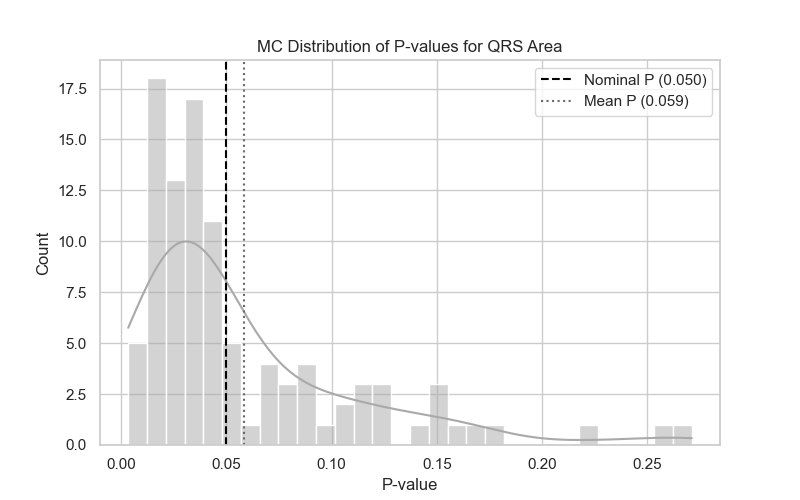 MC Distribution of P-values for QRS Area
Nominal P (0.050)
Mean P (0.059)
17.5
15.0
12.5
10.0
7.5
5.0
2.5
0.0
Count
0.00 0.05 0.10 0.15 0.20 0.25
P-value